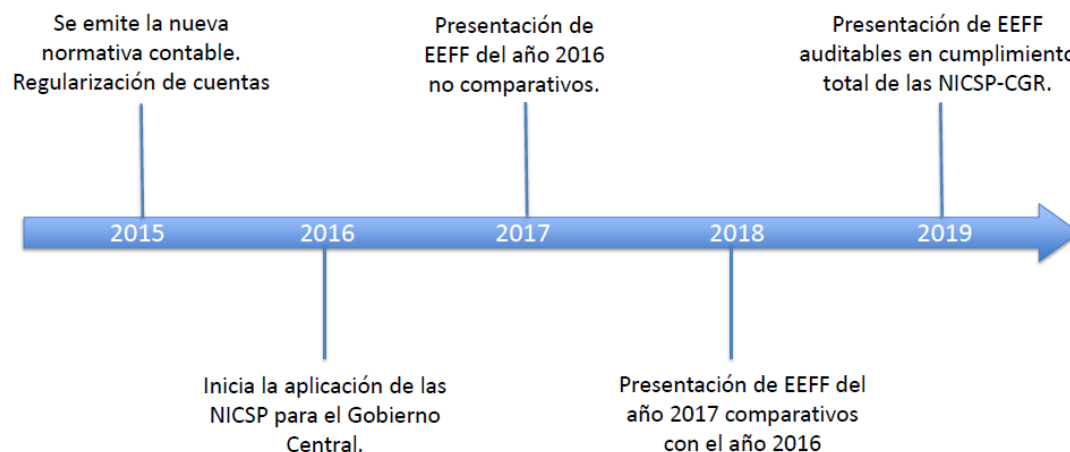 Se emite la nueva
normativa contable.
Regularización de cuentas
Presentación de
EEFF del año 2016
no comparativos.
Presentación de EEFF
auditables en cumplimiento
total de las NICSP-CGR.
2015
2016
2017
2018
2019
Inicia la aplicación de las
NICSP para el Gobierno
Central.
Presentación de EEFF del
año 2017 comparativos
con el año 2016